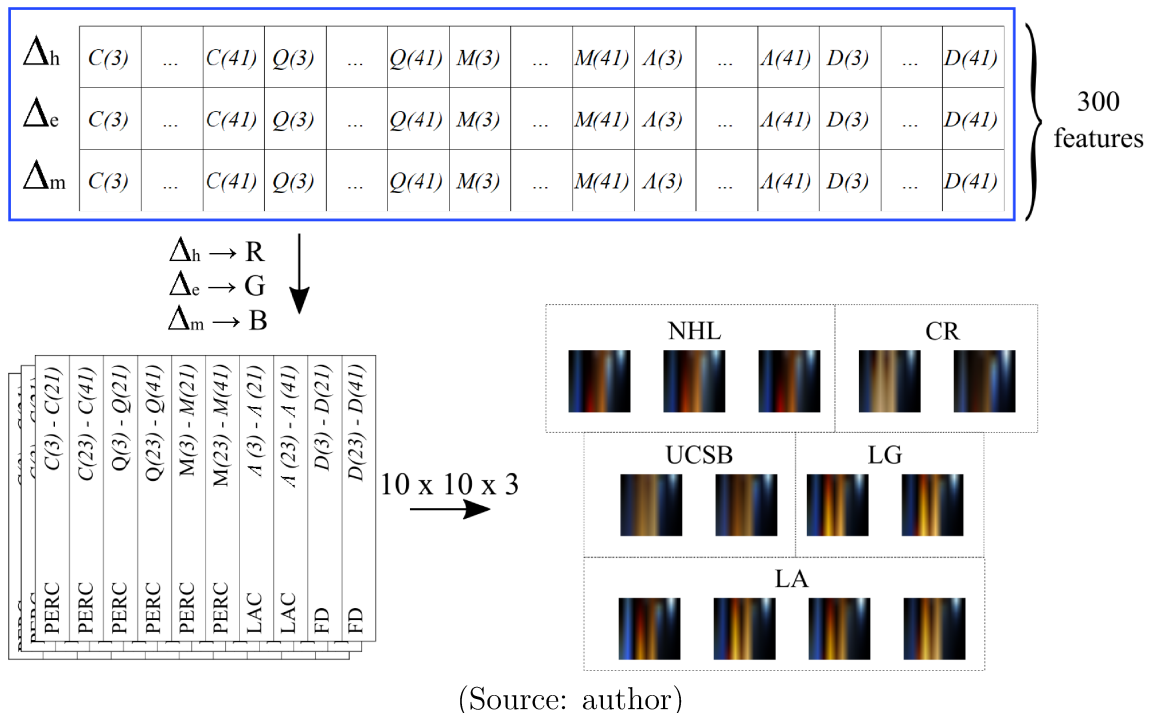 Δh C(3) ... C(41) Q(3) ... Q(41) M(3) ... M(41) Λ(3) ... Λ(41) D(3) ... D(41)
Δe C(3) ... C(41) Q(3) ... Q(41) M(3) ... M(41) Λ(3) ... Λ(41) D(3) ... D(41)
Δm C(3) ... C(41) Q(3) ... Q(41) M(3) ... M(41) Λ(3) ... Λ(41) D(3) ... D(41)
300
features
Δh → R
Δe → G
Δm → B
PERC C(3) - C(21)
PERC C(23) - C(41)
PERC Q(3) - Q(21)
PERC Q(23) - Q(41)
PERC M(3) - M(21)
PERC M(23) - M(41)
LAC Λ (3) - Λ (21)
LAC Λ (23) - Λ (41)
FD D(3) - D(21)
FD D(23) - D(41)
10 x 10 x 3
NHL
CR
UCSB
LG
LA
(Source: author)